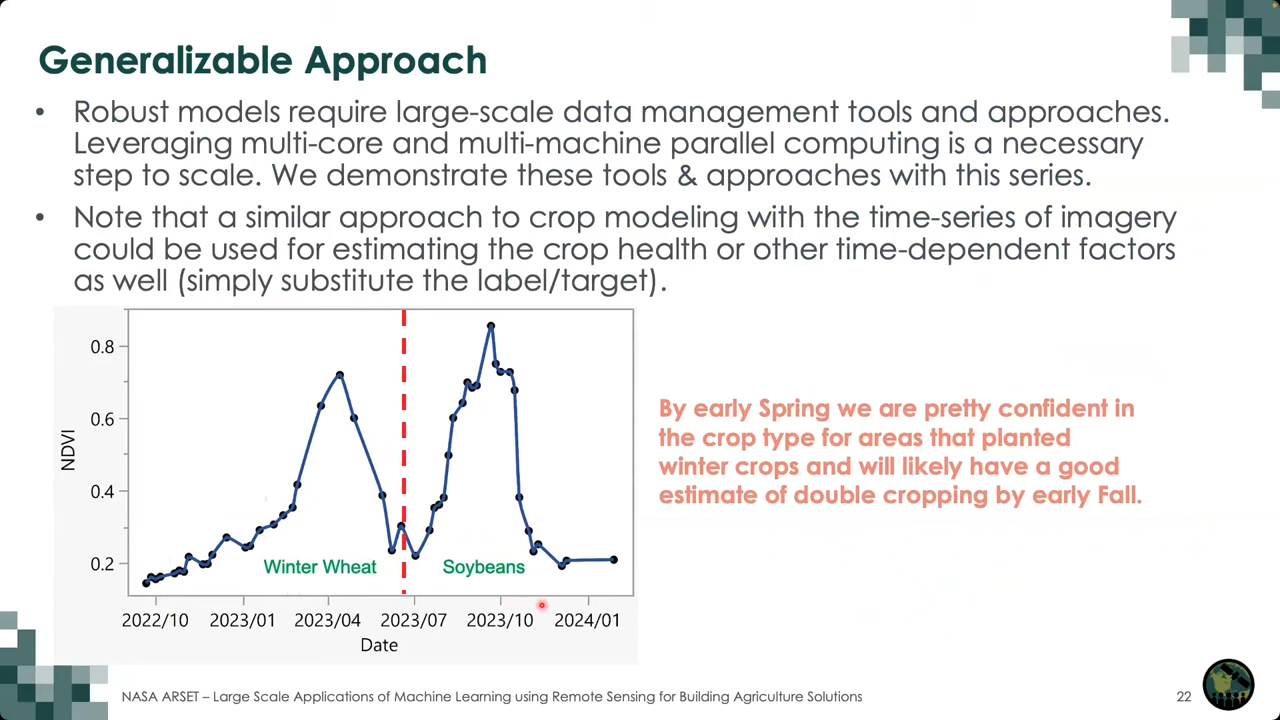 Generalizable Approach
• Robust models require large-scale data management tools and approaches.
Leveraging multi-core and multi-machine parallel computing is a necessary
step to scale. We demonstrate these tools & approaches with this series.
• Note that a similar approach to crop modeling with the time-series of imagery
could be used for estimating the crop health or other time-dependent factors
as well (simply substitute the label/target).
0.8
0.6
0.4
0.2
NDVI
Winter Wheat
Soybeans
2022/10 2023/01 2023/04 2023/07 2023/10 2024/01
Date
By early Spring we are pretty confident in
the crop type for areas that planted
winter crops and will likely have a good
estimate of double cropping by early Fall.
NASA ARSET – Large Scale Applications of Machine Learning using Remote Sensing for Building Agriculture Solutions
22